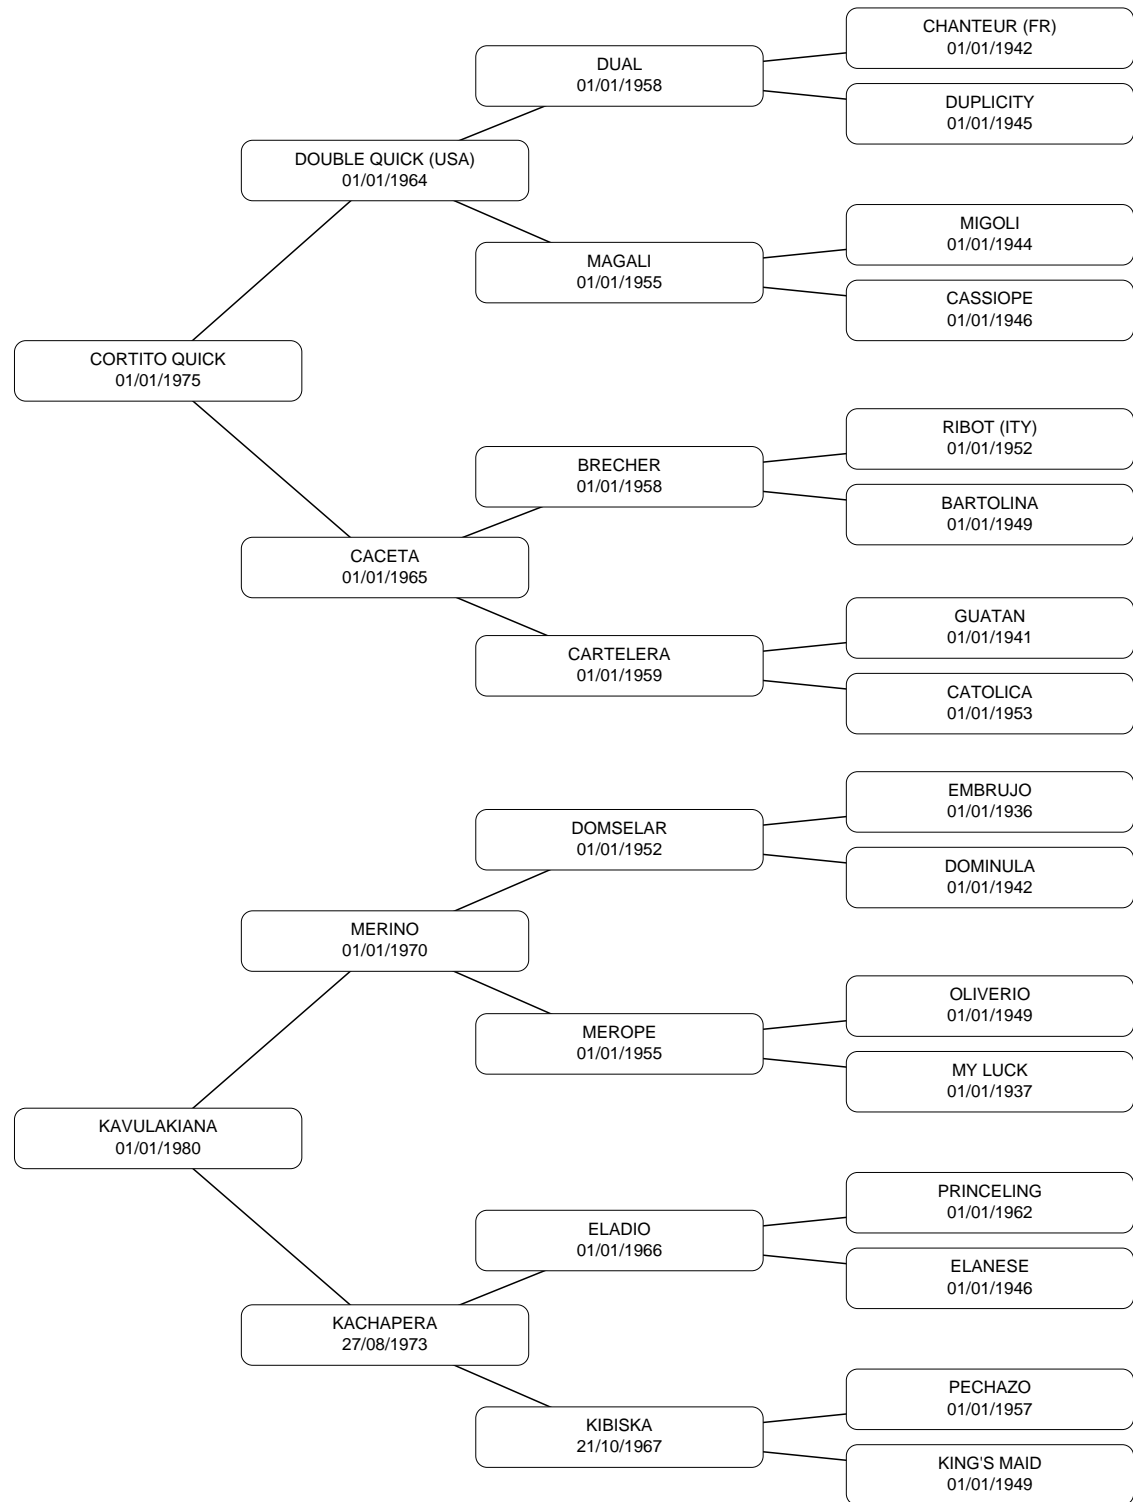 CHANTEUR (FR)
01/01/1942
DUAL
01/01/1958
DUPLICITY
01/01/1945
DOUBLE QUICK (USA)
01/01/1964
MIGOLI
01/01/1944
MAGALI
01/01/1955
CASSIOPE
01/01/1946
CORTITO QUICK
01/01/1975
RIBOT (ITY)
01/01/1952
BRECHER
01/01/1958
BARTOLINA
01/01/1949
CACETA
01/01/1965
GUATAN
01/01/1941
CARTELERA
01/01/1959
CATOLICA
01/01/1953
EMBRUJO
01/01/1936
DOMSELAR
01/01/1952
DOMINULA
01/01/1942
MERINO
01/01/1970
OLIVERIO
01/01/1949
MEROPE
01/01/1955
MY LUCK
01/01/1937
KAVULAKIANA
01/01/1980
PRINCELING
01/01/1962
ELADIO
01/01/1966
ELANESE
01/01/1946
KACHAPERA
27/08/1973
PECHAZO
01/01/1957
KIBISKA
21/10/1967
KING'S MAID
01/01/1949